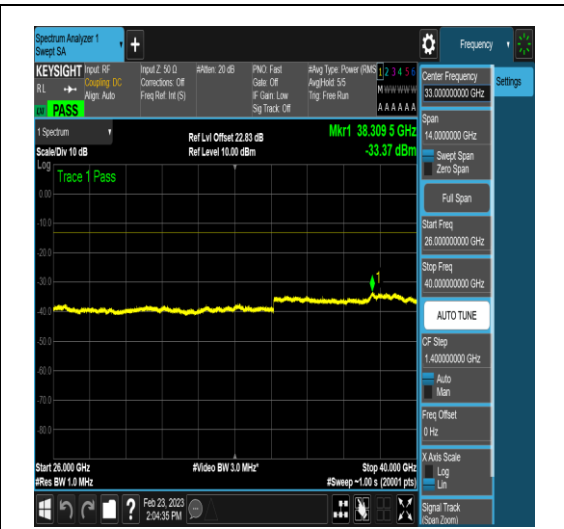 Spectrum Analyzer 1
Swept SA
Frequency
KEYSIGHT Input: RF
Coupling: DC
Align: Auto
RL
PASS
Input Z: 50 Ω
Corrections: Off
Freq Ref: Int (S)
#Atten: 20 dB
PNO: Fast
Gate: Off
IF Gain: Low
Sig Track: Off
#Avg Type: Power (RMS
Avg|Hold: 5/5
Trig: Free Run
1 2 3 4 5 6
M W W W W W
A A A A A A
Settings
Center Frequency
33.000000000 GHz
Span
14.0000000 GHz
Swept Span
Zero Span
Full Span
Start Freq
26.000000000 GHz
Stop Freq
40.000000000 GHz
AUTO TUNE
CF Step
1.400000000 GHz
Auto
Man
Freq Offset
0 Hz
X Axis Scale
Log
Lin
Signal Track
(Span Zoom)
1 Spectrum
Scale/Div 10 dB
Ref Lvl Offset 22.83 dB
Ref Level 10.00 dBm
Mkr1 38.309 5 GHz
-33.37 dBm
Log
Trace 1 Pass
0.00
-10.0
-20.0
-30.0
-40.0
-50.0
-60.0
-70.0
-80.0
1
Start 26.000 GHz
#Res BW 1.0 MHz
#Video BW 3.0 MHz*
Stop 40.000 GHz
#Sweep ~1.00 s (20001 pts)
?
Feb 23, 2023
2:04:35 PM